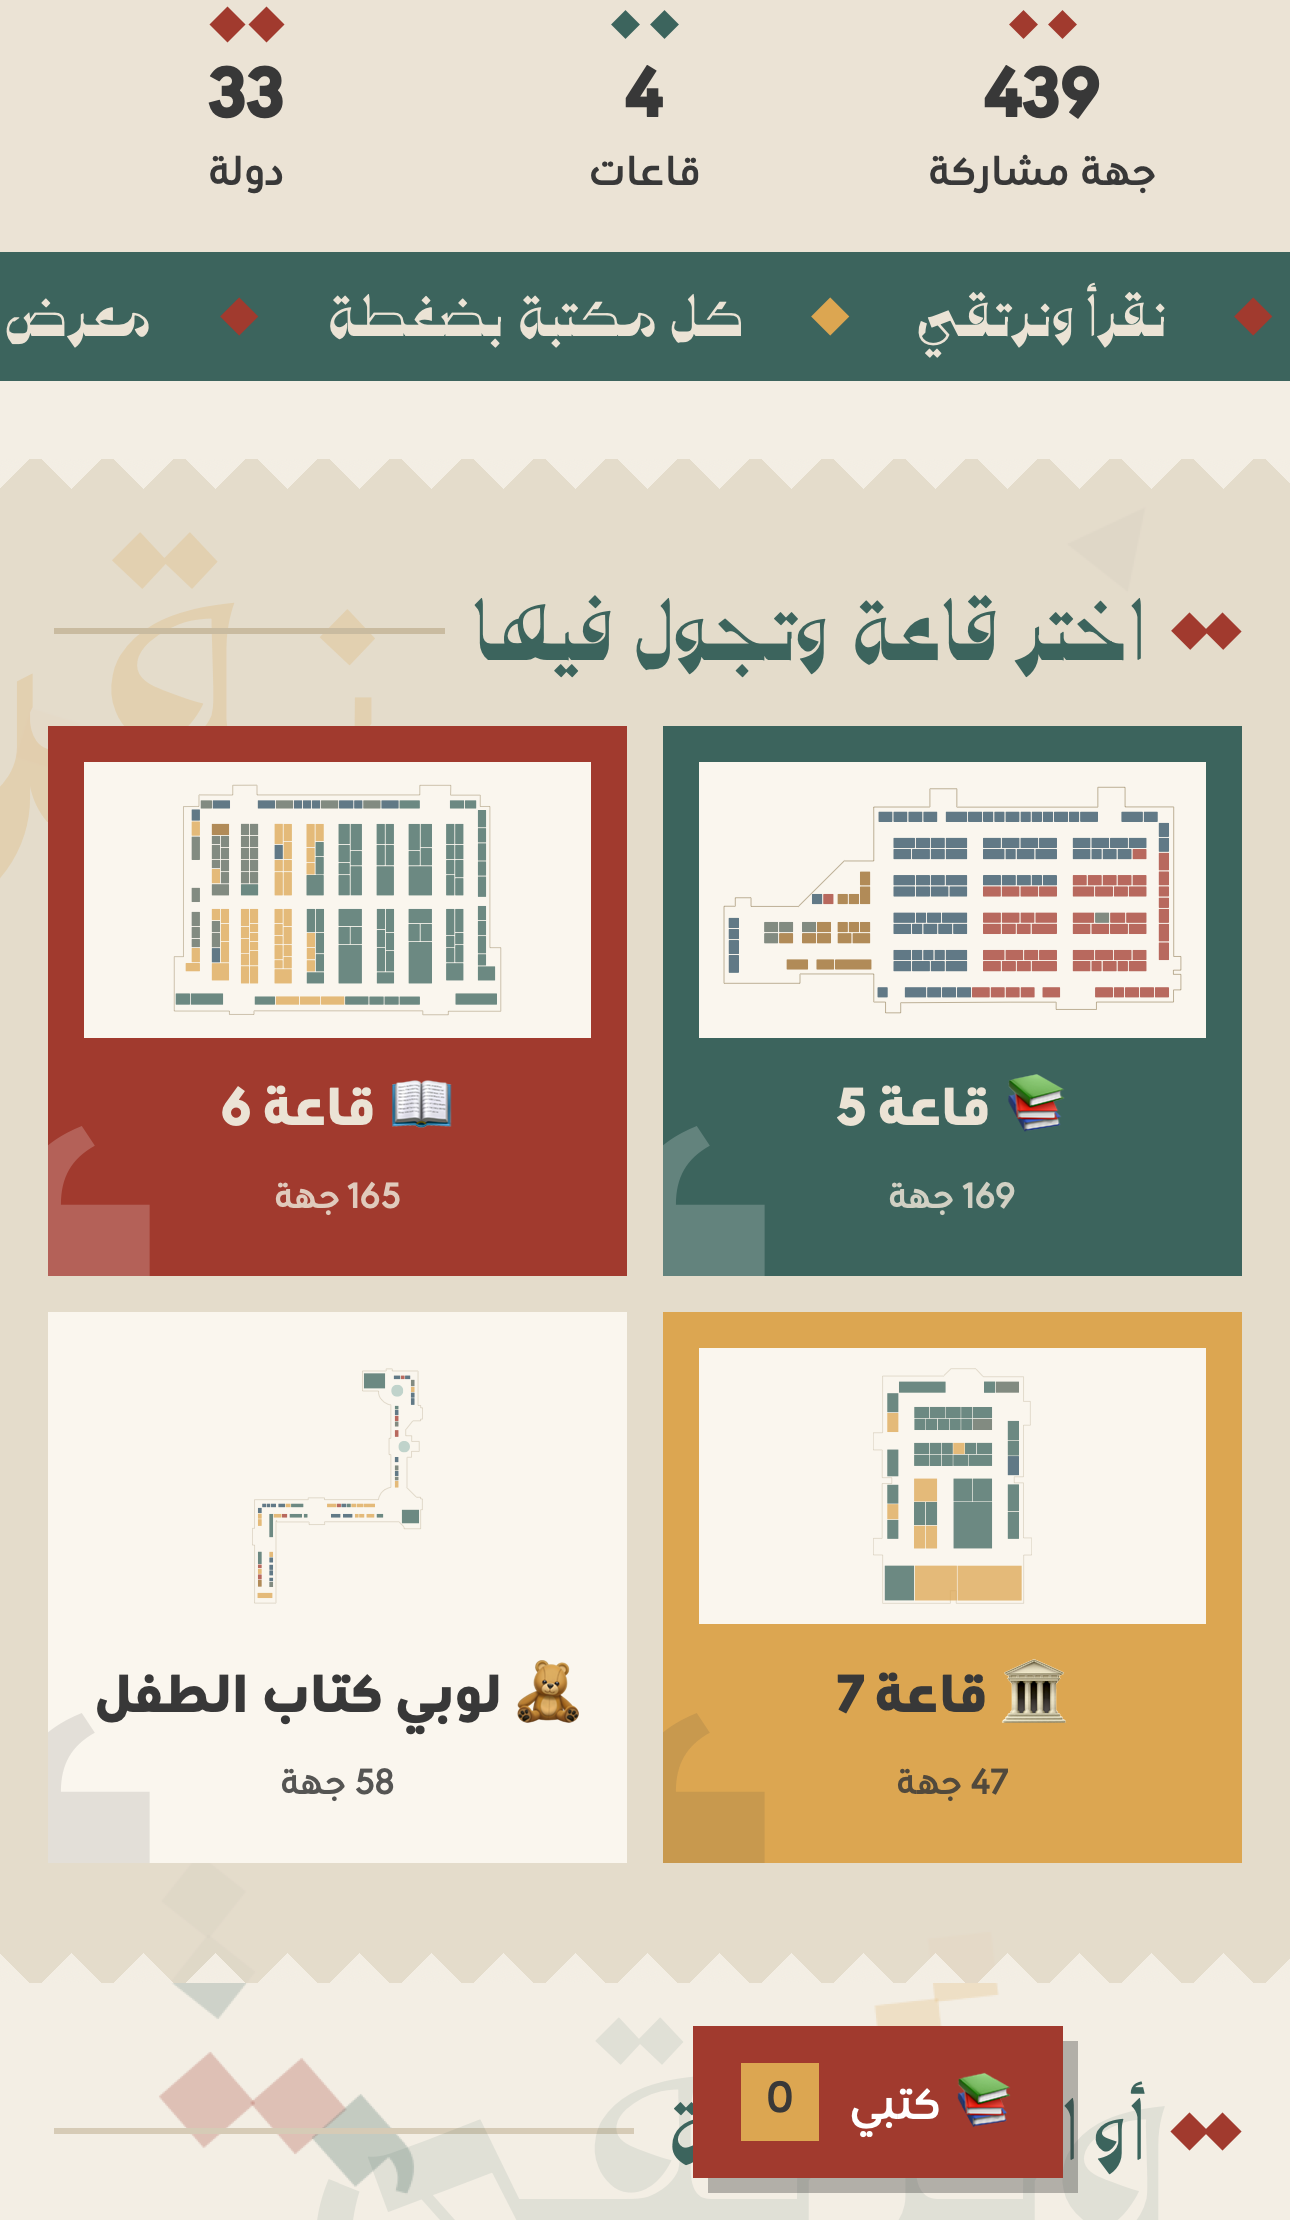 439
جهة مشاركة
4
قاعات
33
دولة
نقرأ ونرتقي
كل مكتبة بضغطة
معرض
اختر قاعة وتجول فيها
قاعة 5
169 جهة
قاعة 6
165 جهة
قاعة 7
47 جهة
لوبي كتاب الطفل
58 جهة
كتبي 0